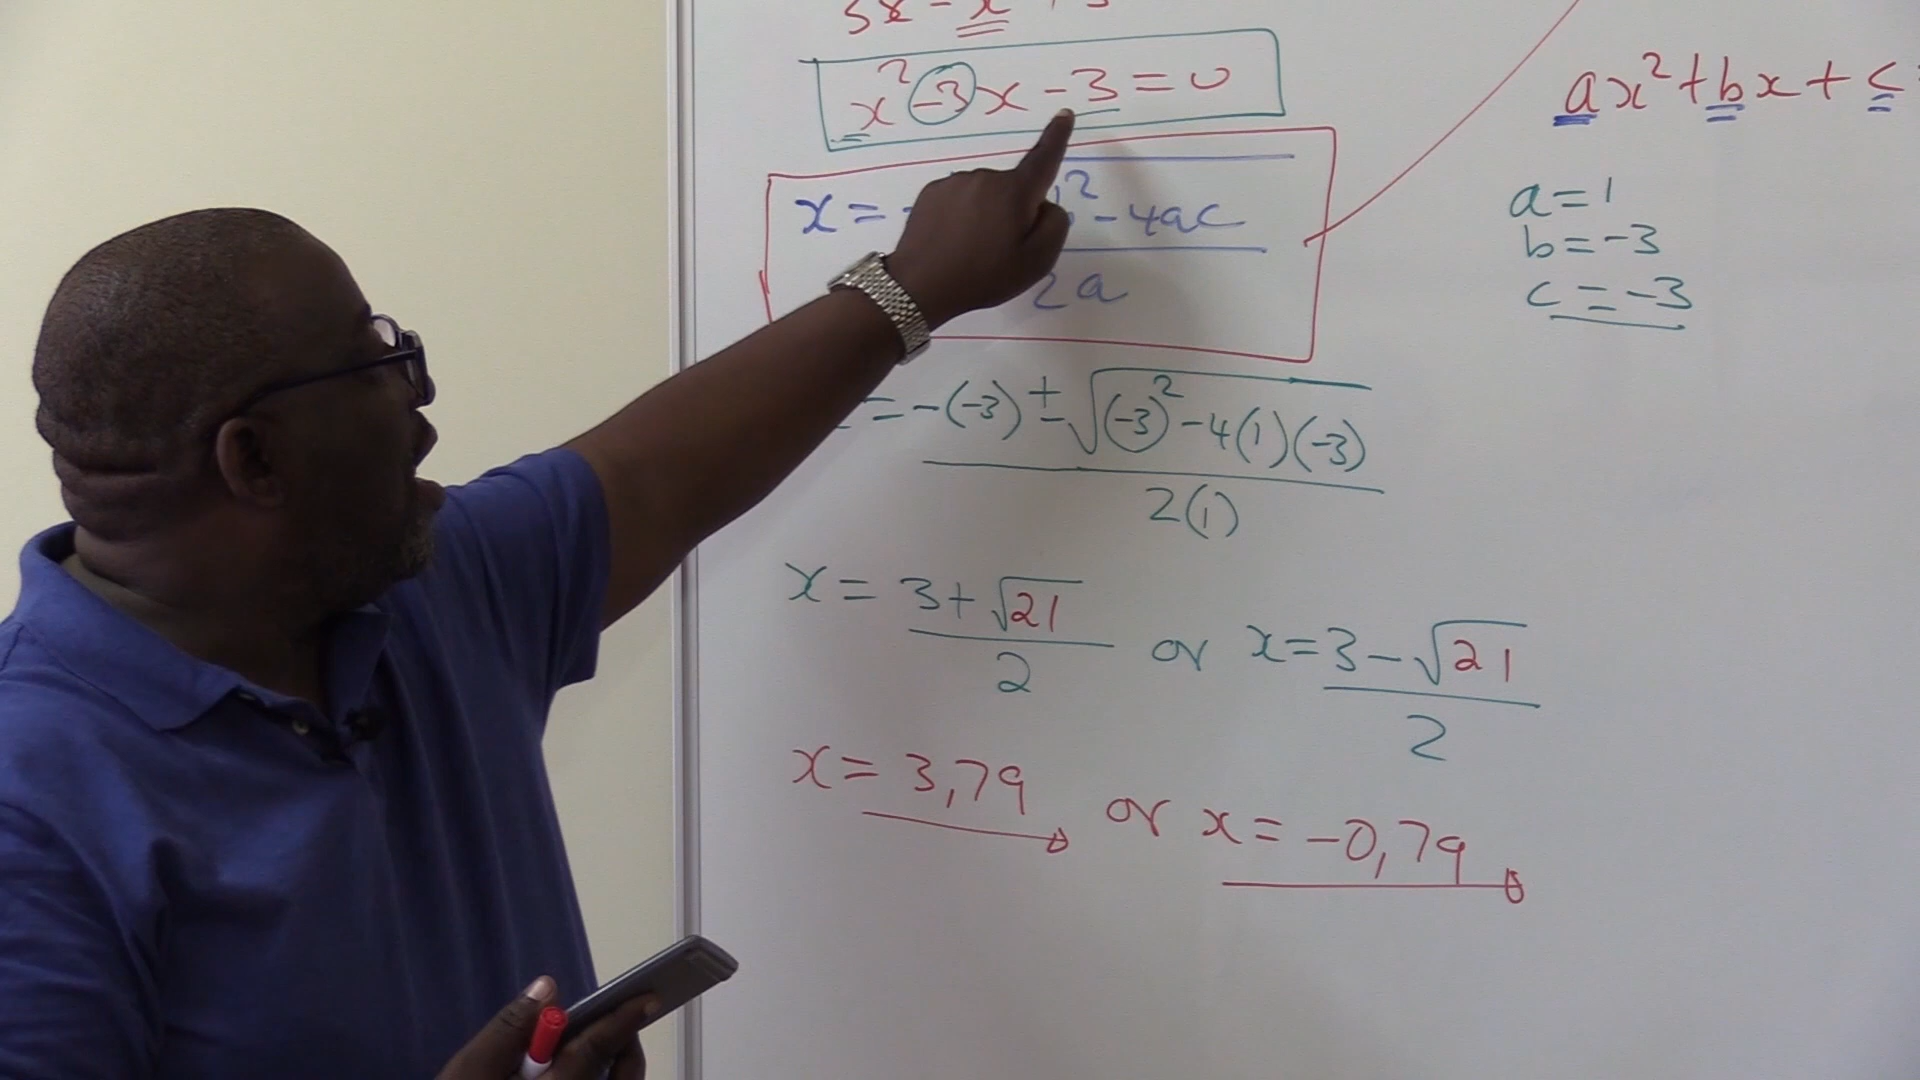 x² -3x - 3 = 0
ax² + bx + c
x = b² - 4ac
2a
a = 1
b = -3
c = -3
= -(-3) ± √(-3)² - 4(1)(-3)
2(1)
x = 3 + √21 or x = 3 - √21
2 2
x = 3,79 or x = -0,79